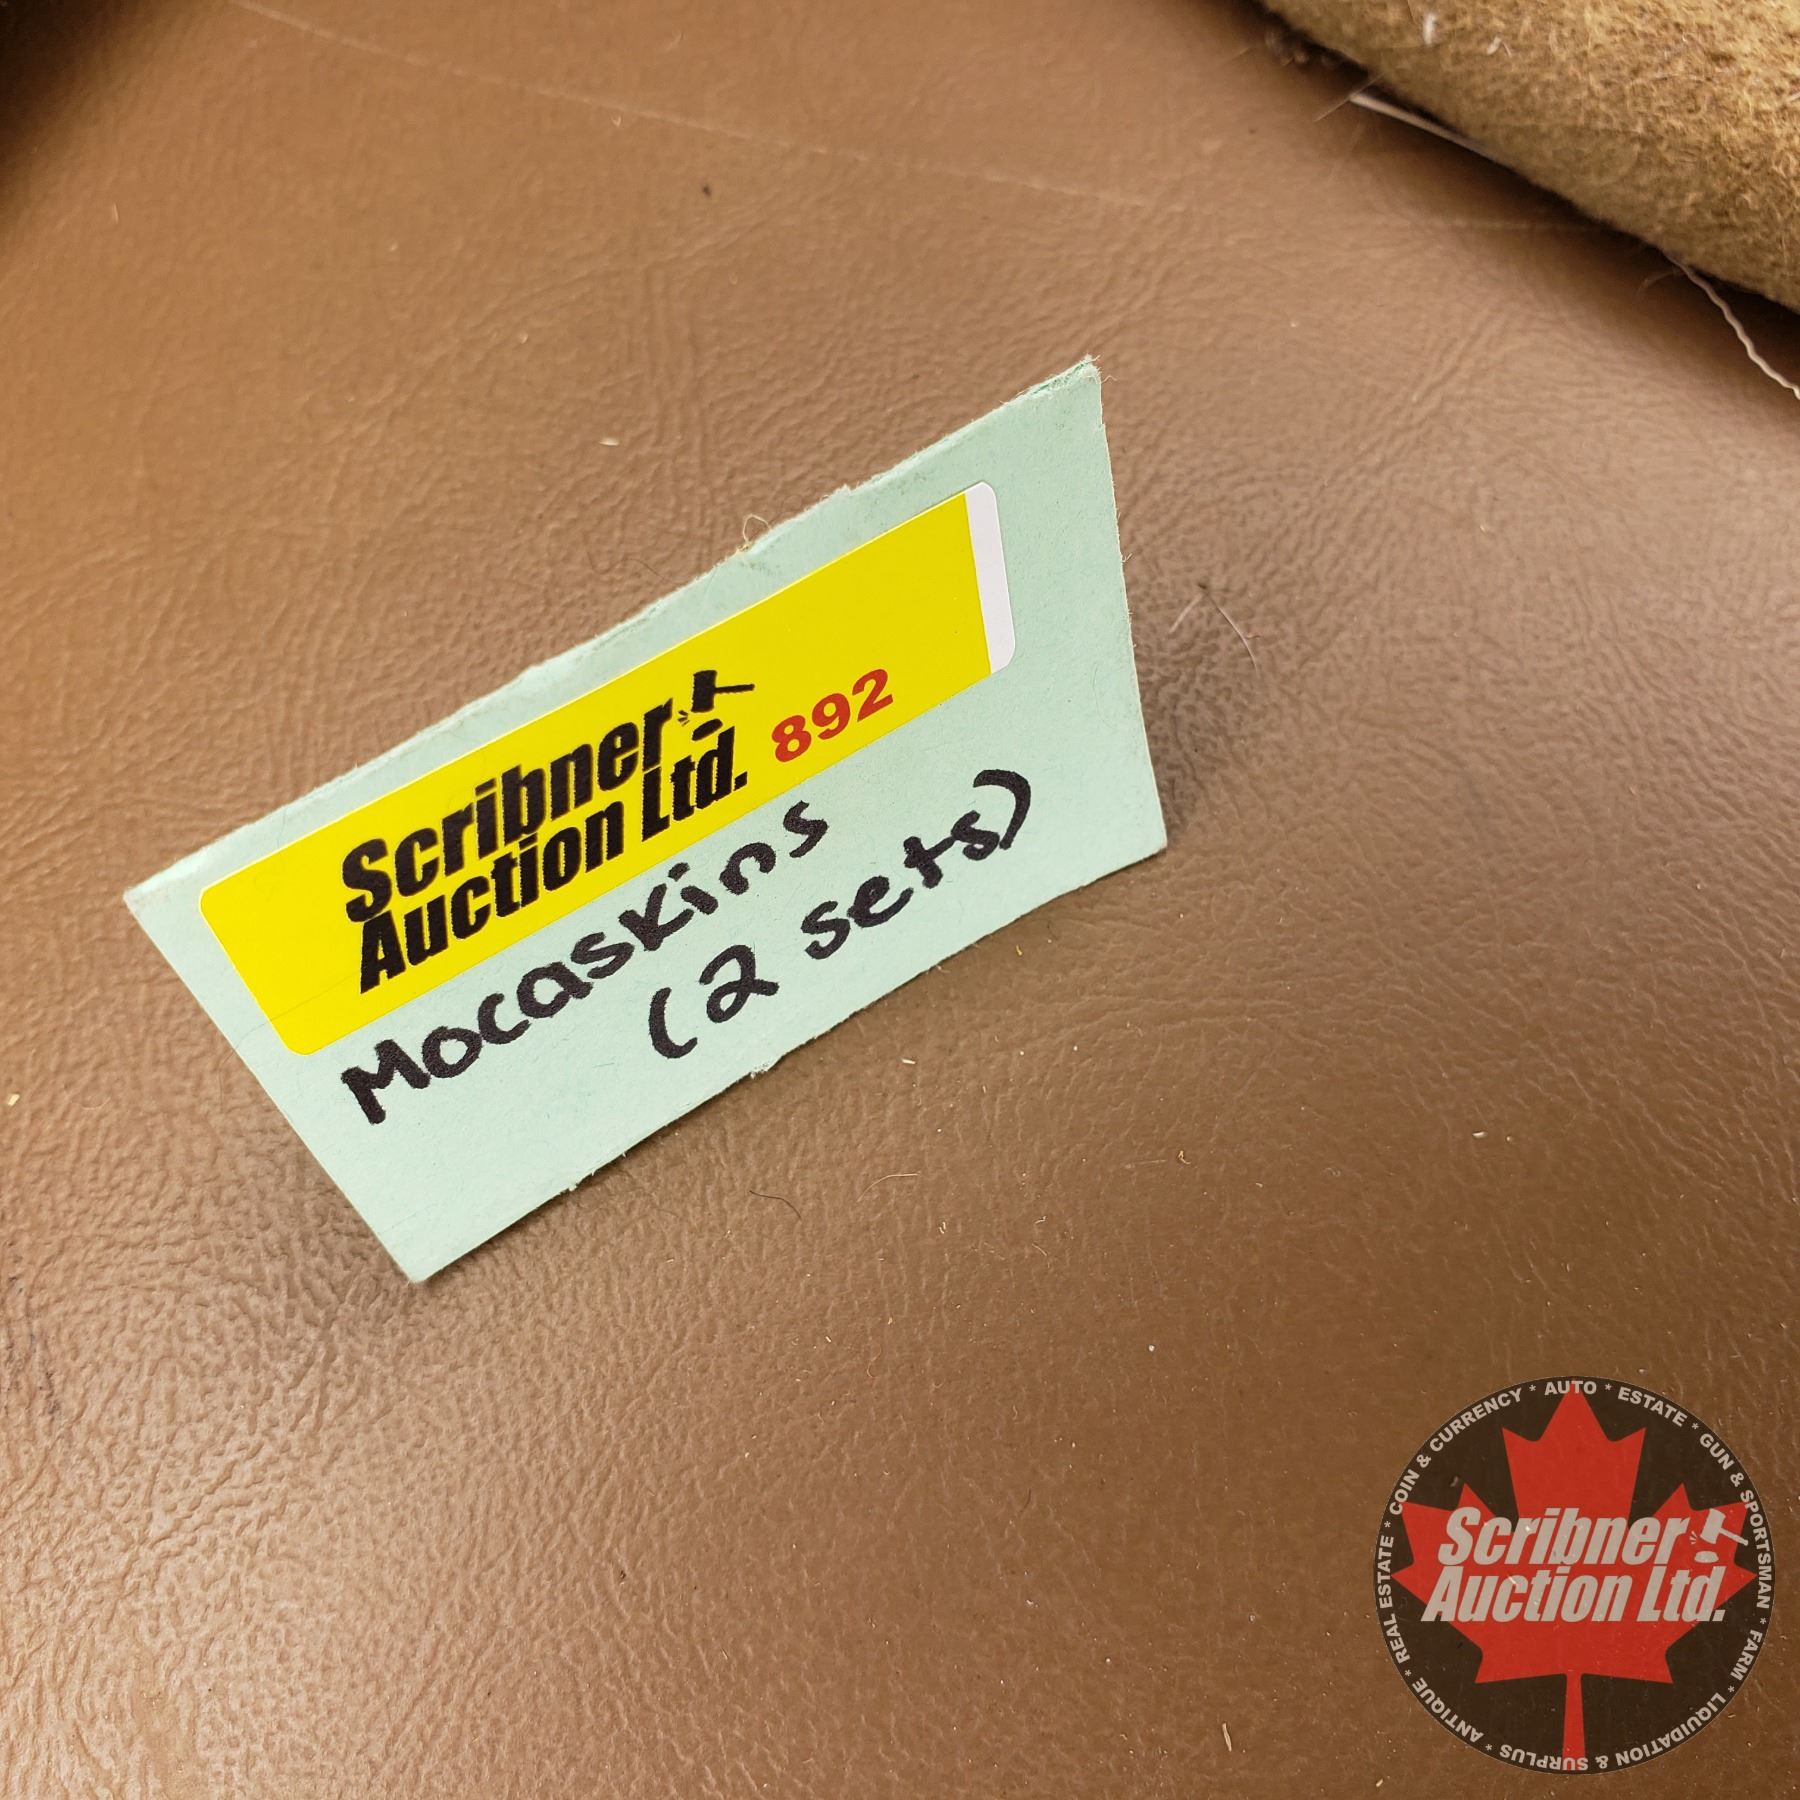 Scribner
Auction Ltd. 892
Mocaskins
(2 sets)
REAL ESTATE * COIN & CURRENCY * AUTO * ESTATE * GUN & SPORTSMAN * FARM * LIQUIDATION & SURPLUS * ANTIQUE *
Scribner
Auction Ltd.